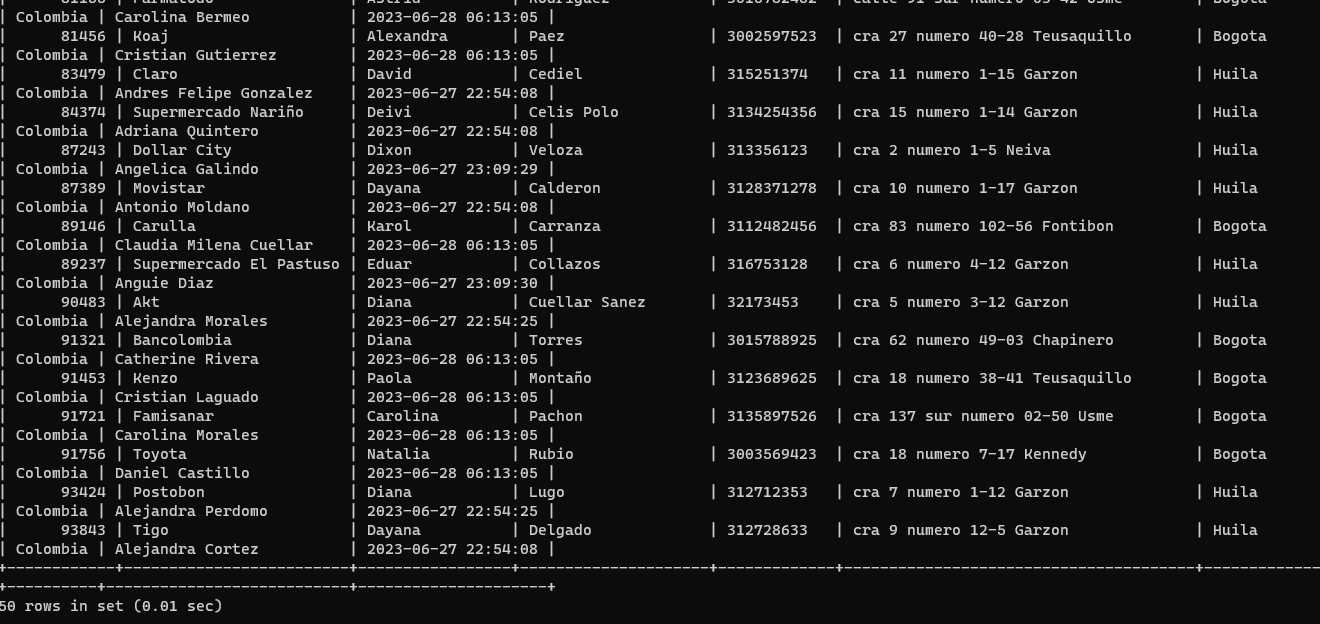 | Colombia | Carolina Bermeo | 2023-06-28 06:13:05 |
| 81456 | Koaj | Alexandra | Paez | 3002597523 | cra 27 numero 40-28 Teusaquillo | Bogota
| Colombia | Cristian Gutierrez | 2023-06-28 06:13:05 |
| 83479 | Claro | David | Cediel | 315251374 | cra 11 numero 1-15 Garzon | Huila
| Colombia | Andres Felipe Gonzalez | 2023-06-27 22:54:08 |
| 84374 | Supermercado Nariño | Deivi | Celis Polo | 3134254356 | cra 15 numero 1-14 Garzon | Huila
| Colombia | Adriana Quintero | 2023-06-27 22:54:08 |
| 87243 | Dollar City | Dixon | Veloza | 313356123 | cra 2 numero 1-5 Neiva | Huila
| Colombia | Angelica Galindo | 2023-06-27 23:09:29 |
| 87389 | Movistar | Dayana | Calderon | 3128371278 | cra 10 numero 1-17 Garzon | Huila
| Colombia | Antonio Moldano | 2023-06-27 22:54:08 |
| 89146 | Carulla | Karol | Carranza | 3112482456 | cra 83 numero 102-56 Fontibon | Bogota
| Colombia | Claudia Milena Cuellar | 2023-06-28 06:13:05 |
| 89237 | Supermercado El Pastuso | Eduar | Collazos | 316753128 | cra 6 numero 4-12 Garzon | Huila
| Colombia | Anguie Diaz | 2023-06-27 23:09:30 |
| 90483 | Akt | Diana | Cuellar Sanez | 32173453 | cra 5 numero 3-12 Garzon | Huila
| Colombia | Alejandra Morales | 2023-06-27 22:54:25 |
| 91321 | Bancolombia | Diana | Torres | 3015788925 | cra 62 numero 49-03 Chapinero | Bogota
| Colombia | Catherine Rivera | 2023-06-28 06:13:05 |
| 91453 | Kenzo | Paola | Montaño | 3123689625 | cra 18 numero 38-41 Teusaquillo | Bogota
| Colombia | Cristian Laguado | 2023-06-28 06:13:05 |
| 91721 | Famisanar | Carolina | Pachon | 3135897526 | cra 137 sur numero 02-50 Usme | Bogota
| Colombia | Carolina Morales | 2023-06-28 06:13:05 |
| 91756 | Toyota | Natalia | Rubio | 3003569423 | cra 18 numero 7-17 Kennedy | Bogota
| Colombia | Daniel Castillo | 2023-06-28 06:13:05 |
| 93424 | Postobon | Diana | Lugo | 312712353 | cra 7 numero 1-12 Garzon | Huila
| Colombia | Alejandra Perdomo | 2023-06-27 22:54:25 |
| 93843 | Tigo | Dayana | Delgado | 312728633 | cra 9 numero 12-5 Garzon | Huila
| Colombia | Alejandra Cortez | 2023-06-27 22:54:08 |
50 rows in set (0.01 sec)